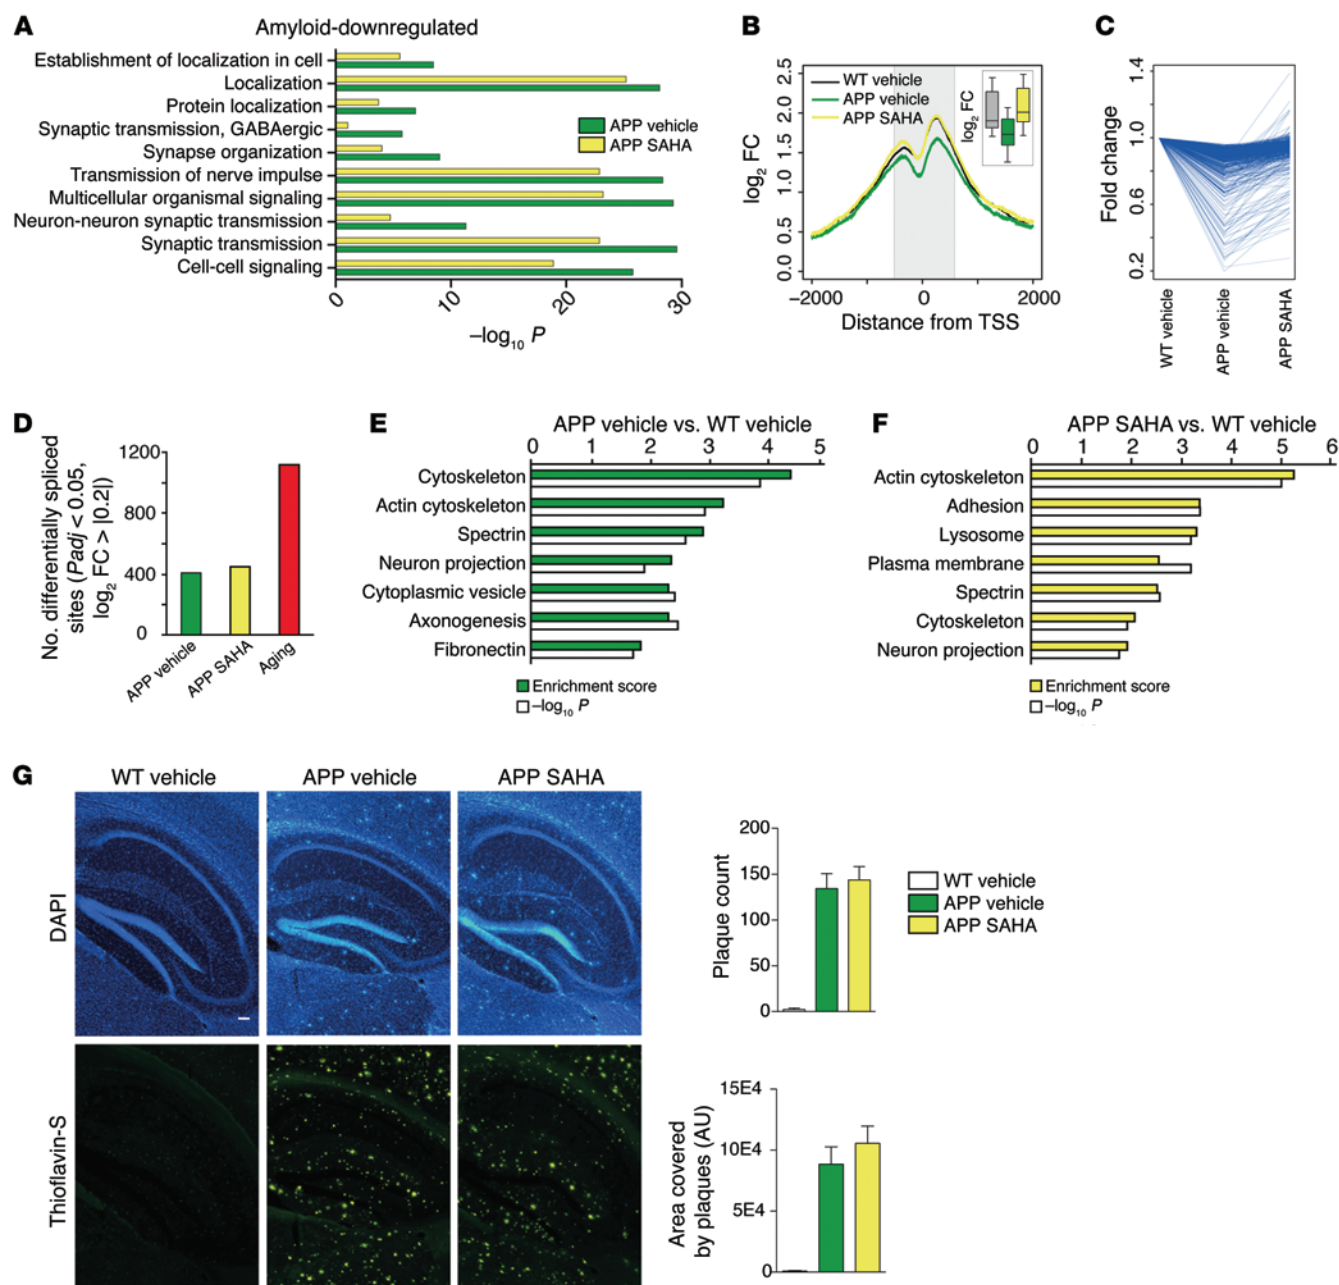 A
Amyloid-downregulated
Establishment of localization in cell
Localization
Protein localization
Synaptic transmission, GABAergic
Synapse organization
Transmission of nerve impulse
Multicellular organismal signaling
Neuron-neuron synaptic transmission
Synaptic transmission
Cell-cell signaling
APP vehicle
APP SAHA
0 10 20 30
–log10 P
B
2.5
2.0
1.5
1.0
0.5
0.0
log2 FC
WT vehicle
APP vehicle
APP SAHA
log2 FC
−2000 0 2000
Distance from TSS
C
1.4
1.0
0.6
0.2
Fold change
WT vehicle
APP vehicle
APP SAHA
D
No. differentially spliced
sites (Padj < 0.05,
log2 FC > |0.2|)
1200
800
400
0
APP vehicle
APP SAHA
Aging
E
APP vehicle vs. WT vehicle
0 1 2 3 4 5
Cytoskeleton
Actin cytoskeleton
Spectrin
Neuron projection
Cytoplasmic vesicle
Axonogenesis
Fibronectin
Enrichment score
–log10 P
F
APP SAHA vs. WT vehicle
0 1 2 3 4 5 6
Actin cytoskeleton
Adhesion
Lysosome
Plasma membrane
Spectrin
Cytoskeleton
Neuron projection
Enrichment score
–log10 P
G
WT vehicle APP vehicle APP SAHA
DAPI
Thioflavin-S
Plaque count
200
150
100
50
0
WT vehicle
APP vehicle
APP SAHA
Area covered
by plaques (AU)
15E4
10E4
5E4
0